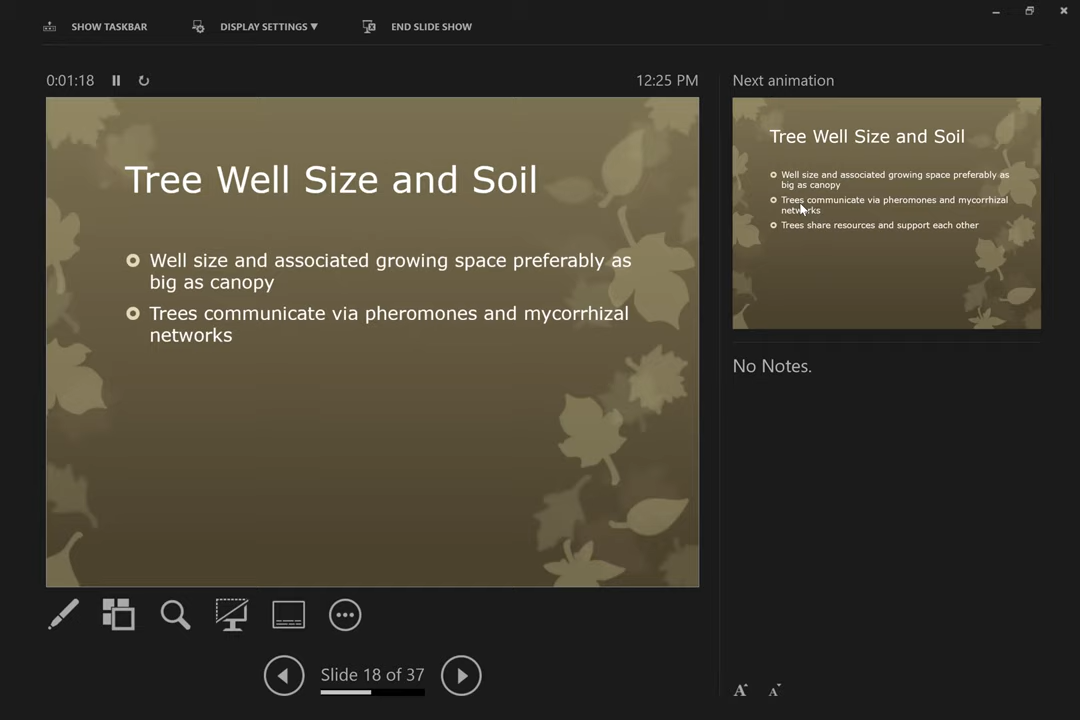 SHOW TASKBAR DISPLAY SETTINGS ▼ END SLIDE SHOW
0:01:18 12:25 PM
Tree Well Size and Soil
Well size and associated growing space preferably as
big as canopy
Trees communicate via pheromones and mycorrhizal
networks
Slide 18 of 37
Next animation
Tree Well Size and Soil
Well size and associated growing space preferably as
big as canopy
Trees communicate via pheromones and mycorrhizal
networks
Trees share resources and support each other
No Notes.
A A